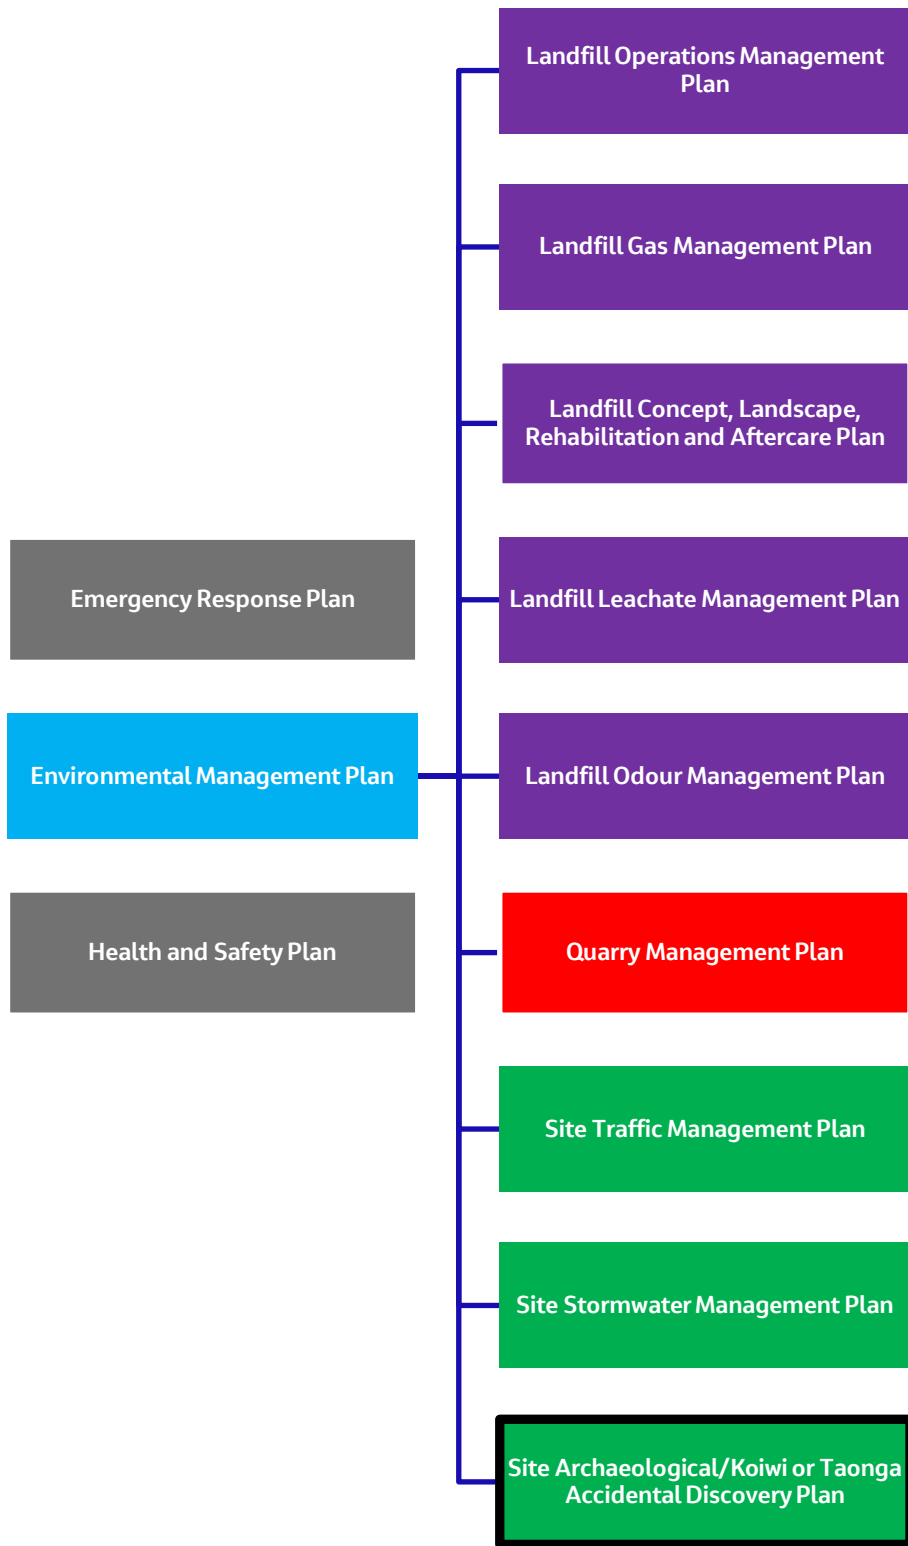 Landfill Operations Management
Plan
Landfill Gas Management Plan
Landfill Concept, Landscape,
Rehabilitation and Aftercare Plan
Emergency Response Plan
Landfill Leachate Management Plan
Environmental Management Plan
Landfill Odour Management Plan
Health and Safety Plan
Quarry Management Plan
Site Traffic Management Plan
Site Stormwater Management Plan
Site Archaeological/Koiwi or Taonga
Accidental Discovery Plan